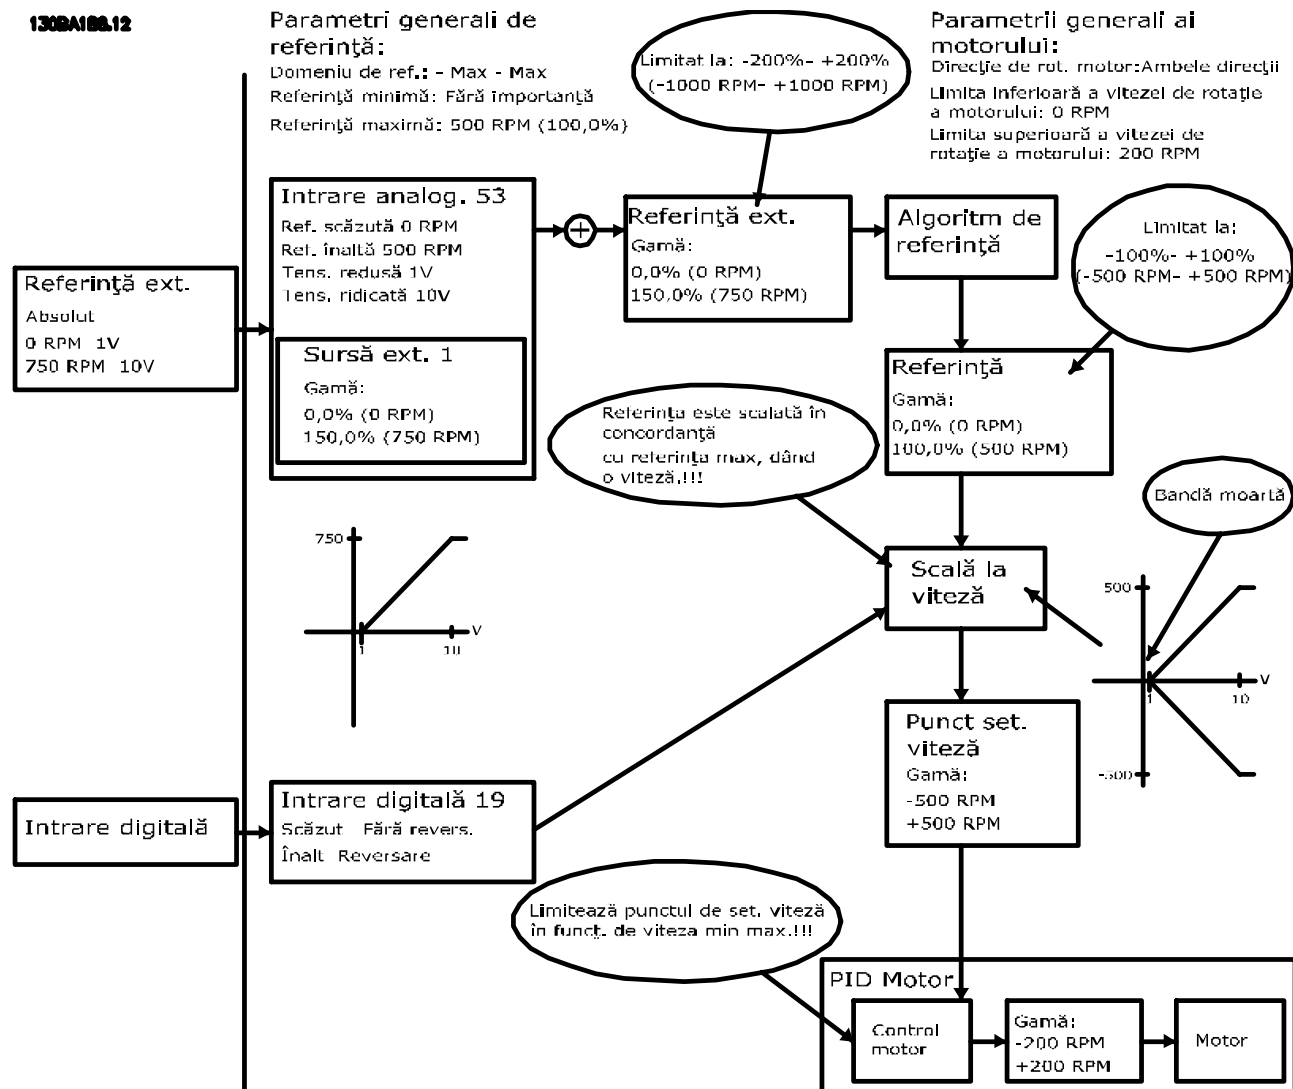 130BA188.12
Parametri generali de
referinţă:
Domeniu de ref.: - Max - Max
Referinţă minimă: Fără importanţă
Referinţă maximă: 500 RPM (100,0%)
Limitat la: -200%- +200%
(-1000 RPM- +1000 RPM)
Parametrii generali ai
motorului:
Direcţie de rot. motor:Ambele direcţii
Limita inferioară a vitezei de rotaţie
a motorului: 0 RPM
Limita superioară a vitezei de
rotaţie a motorului: 200 RPM
Referinţă ext.
Absolut
0 RPM 1V
750 RPM 10V
Intrare analog. 53
Ref. scăzută 0 RPM
Ref. înaltă 500 RPM
Tens. redusă 1V
Tens. ridicată 10V
Sursă ext. 1
Gamă:
0,0% (0 RPM)
150,0% (750 RPM)
+
Referinţă ext.
Gamă:
0,0% (0 RPM)
150,0% (750 RPM)
Algoritm de
referinţă
Limitat la:
-100%- +100%
(-500 RPM- +500 RPM)
Referinţă
Gamă:
0,0% (0 RPM)
100,0% (500 RPM)
Referinţa este scalată în
concordanţă
cu referinţa max, dând
o viteză.!!!
Bandă moartă
750
V
1
10
Scală la
viteză
500
V
1
10
-500
Punct set.
viteză
Gamă:
-500 RPM
+500 RPM
Intrare digitală
Intrare digitală 19
Scăzut Fără revers.
Înalt Reversare
Limitează punctul de set. viteză
în funcţ. de viteza min max.!!!
PID Motor
Control
motor
Gamă:
-200 RPM
+200 RPM
Motor